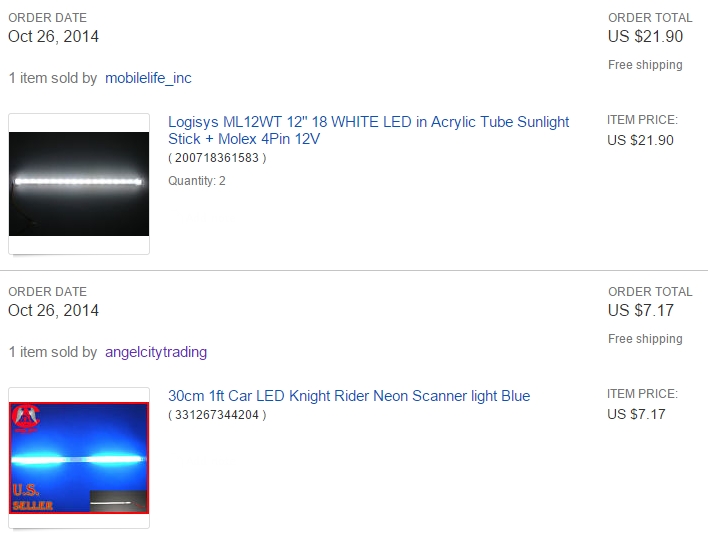 ORDER DATE
ORDER TOTAL
Oct 26, 2014
US $21.90
Free shipping
1 item sold by mobilelife_inc
Logisys ML12WT 12" 18 WHITE LED in Acrylic Tube Sunlight
Stick + Molex 4Pin 12V
( 200718361583 )
Quantity: 2
ITEM PRICE:
US $21.90
ORDER DATE
ORDER TOTAL
Oct 26, 2014
US $7.17
Free shipping
1 item sold by angelcitytrading
30cm 1ft Car LED Knight Rider Neon Scanner light Blue
( 331267344204 )
ITEM PRICE:
US $7.17
U.S.
SELLER